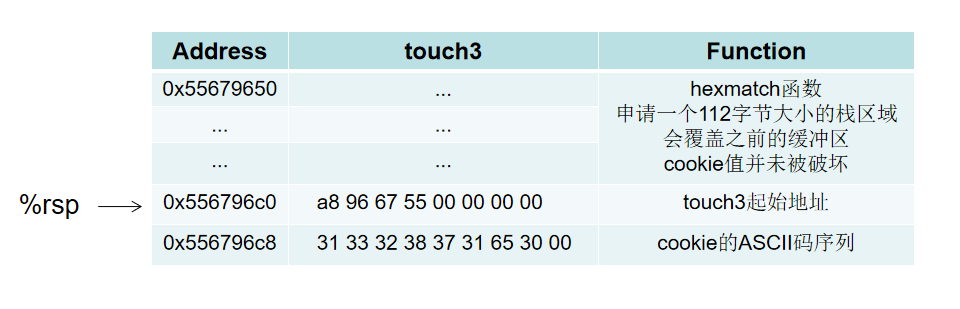 Address touch3 Function
0x55679650 ... hexmatch函数
申请一个112字节大小的栈区域
... ...
会覆盖之前的缓冲区
... ...
cookie值并未被破坏
%rsp 0x556796c0 a8 96 67 55 00 00 00 00 touch3起始地址
0x556796c8 31 33 32 38 37 31 65 30 00 cookie的ASCII码序列